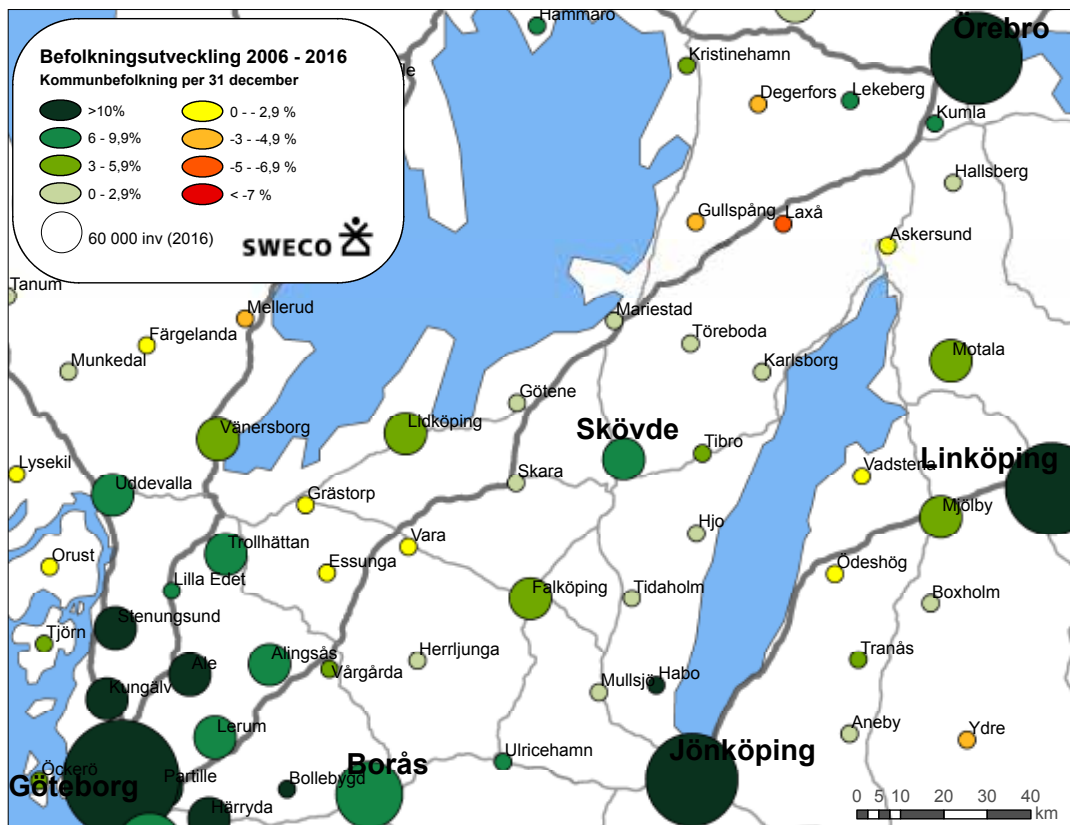 Befolkningsutveckling 2006 - 2016
Kommunbefolkning per 31 december
>10%
0 - - 2,9 %
6 - 9,9%
-3 - -4,9 %
3 - 5,9%
-5 - -6,9 %
0 - 2,9%
< -7 %
60 000 inv (2016)
SWECO
Hammarö
Örebro
Kristinehamn
Degerfors
Lekeberg
Kumla
Hallsberg
Gullspång
Laxå
Askersund
Tanum
Mellerud
Mariestad
Färgelanda
Töreboda
Munkedal
Karlsborg
Motala
Götene
Vänersborg
Lidköping
Skövde
Tibro
Lysekil
Uddevalla
Skara
Vadstena
Linköping
Grästorp
Mjölby
Hjo
Trollhättan
Vara
Orust
Essunga
Ödeshög
Lilla Edet
Falköping
Tidaholm
Boxholm
Stenungsund
Tjörn
Alingsås
Herrljunga
Tranås
Ale
Vårgårda
Mullsjö
Habo
Kungälv
Lerum
Aneby
Ydre
Ulricehamn
Jönköping
Öckerö
Göteborg
Partille
Bollebygd
Borås
Härryda
0 5 10 20 30 40
km